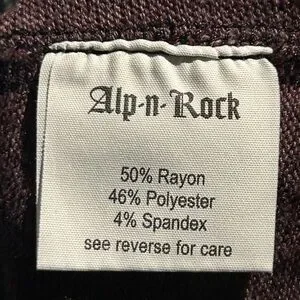 Alp-n-Rock
50% Rayon
46% Polyester
4% Spandex
see reverse for care